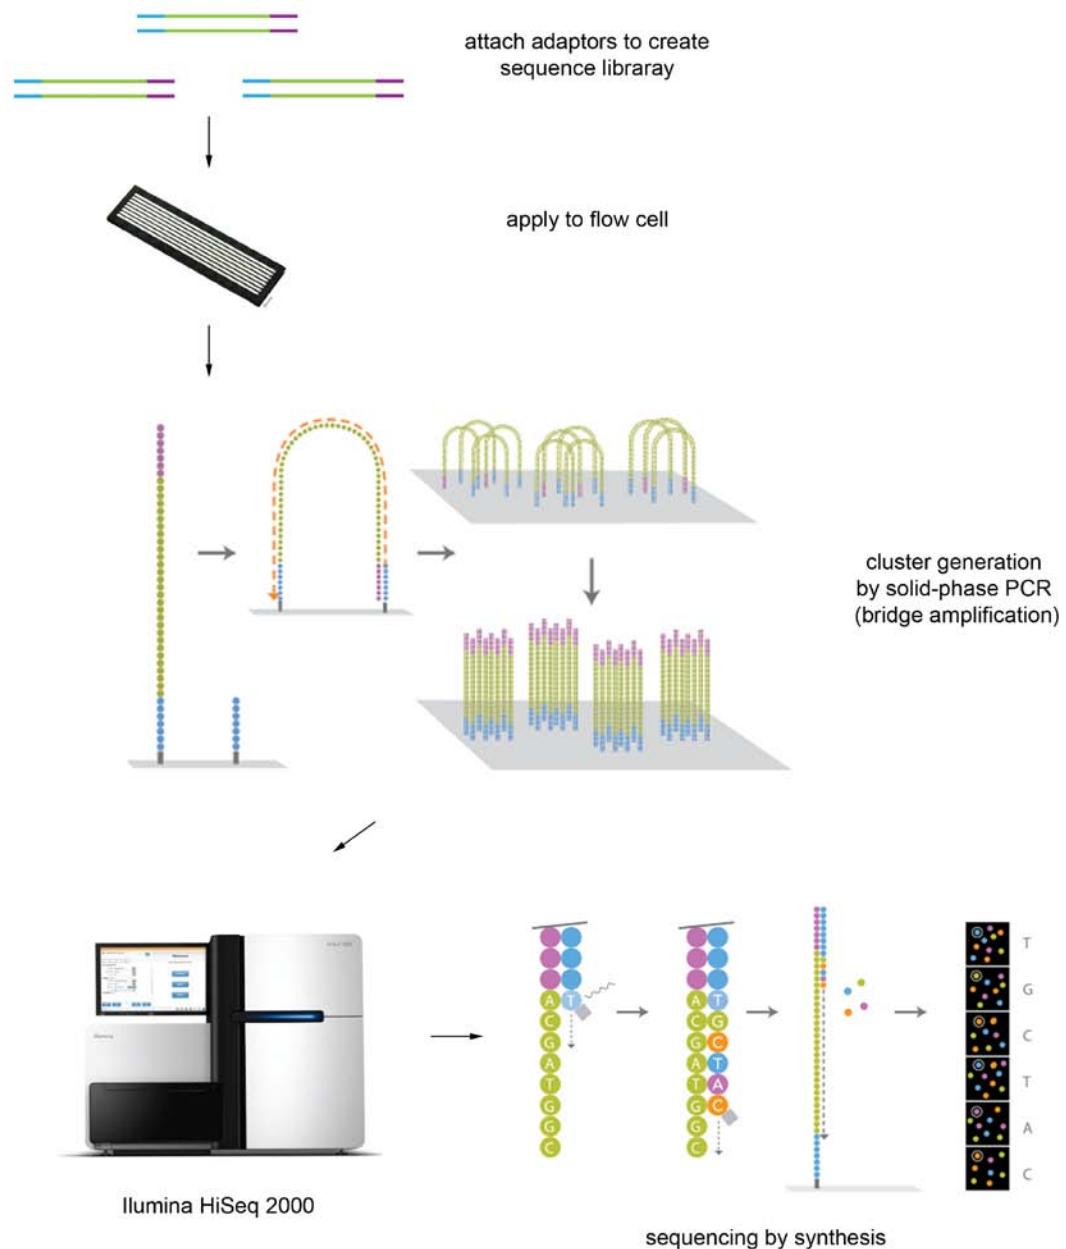 attach adaptors to create
sequence libraray
apply to flow cell
cluster generation
by solid-phase PCR
(bridge amplification)
Ilumina HiSeq 2000
A T
C
G
A
T
G
G
C
A T
C G
G C
A T
T A
G C
G
C
T
G
C
T
A
C
sequencing by synthesis